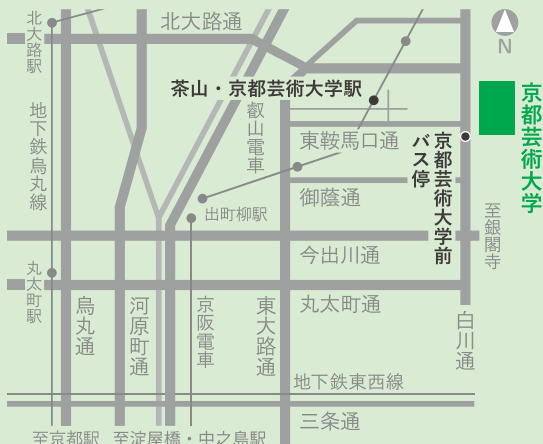 北大路駅
北大路通
N
茶山・京都芸術大学駅
京都芸術大学
地下鉄烏丸線
叡山電車
東鞍馬口通
京都芸術大学前
バス停
御蔭通
出町柳駅
至銀閣寺
今出川通
丸太町駅
丸太町通
烏丸通
河原町通
京阪電車
東大路通
白川通
地下鉄東西線
三条通
至京都駅
至淀屋橋・中之島駅